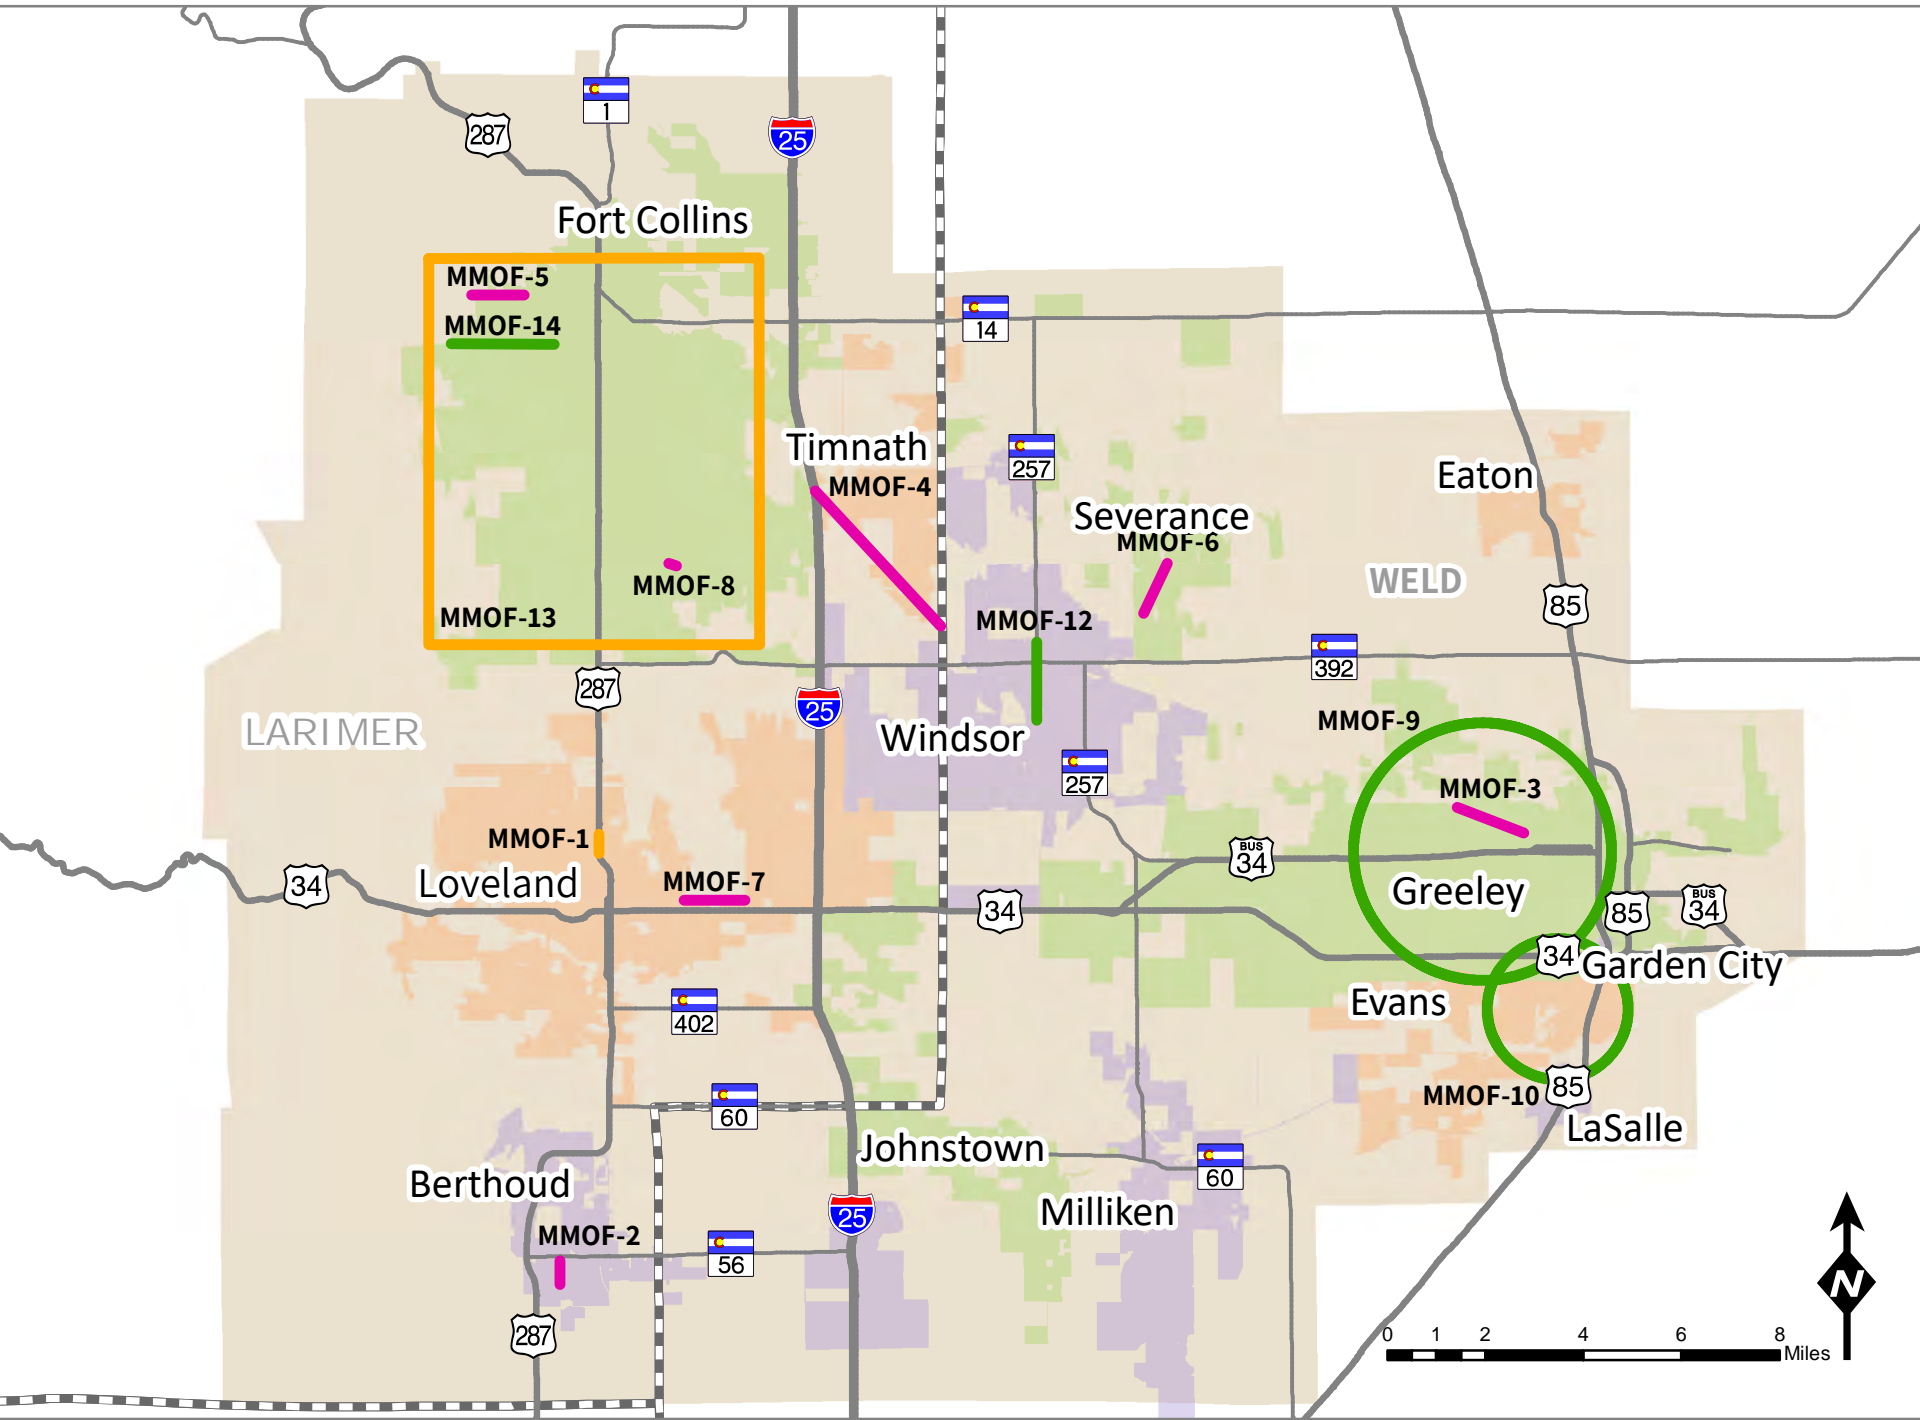 1
287
25
Fort Collins
MMOF-5
14
MMOF-14
Timnath
257
Eaton
MMOF-4
Severance
MMOF-6
WELD
MMOF-8
85
MMOF-13
MMOF-12
392
287
25
MMOF-9
LARIMER
Windsor
257
MMOF-3
MMOF-1
BUS
34
Loveland
MMOF-7
34
Greeley
34
85
BUS
34
34
Garden City
Evans
402
MMOF-10
85
60
LaSalle
Johnstown
60
Berthoud
25
Milliken
MMOF-2
56
287
N
0 1 2 4 6 8
Miles